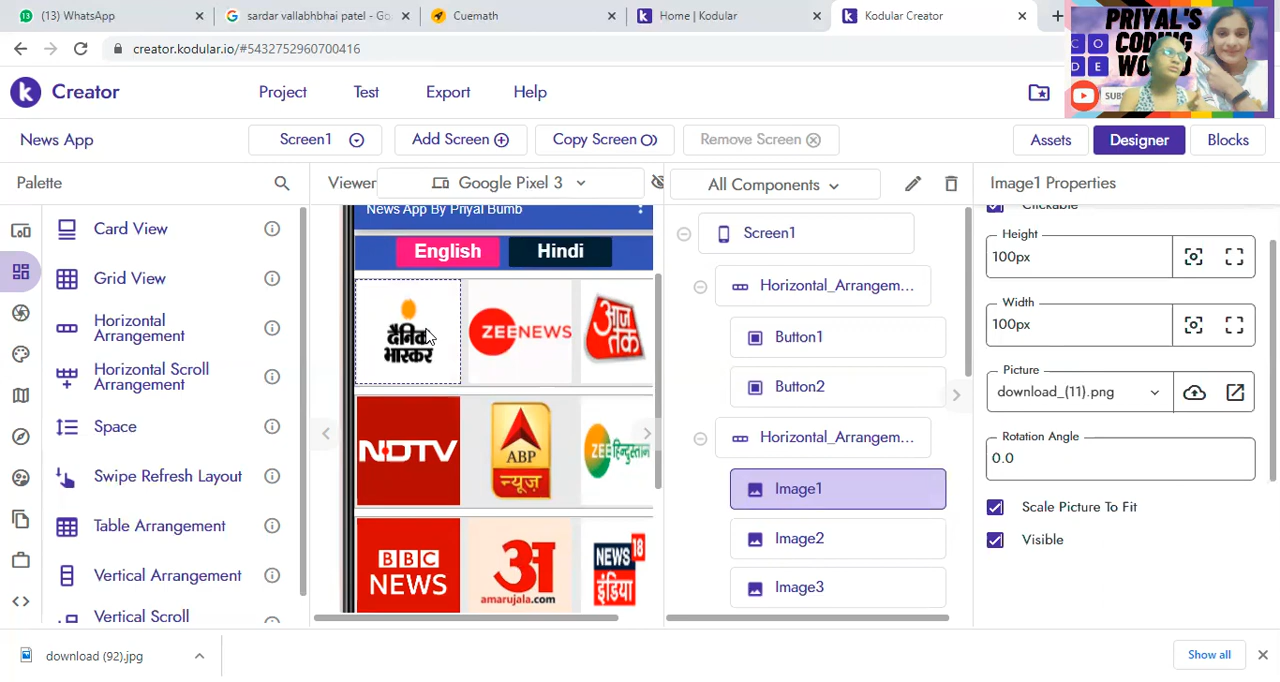 (13) WhatsApp
sardar vallabhbhai patel - Go
Cuemath
Home | Kodular
Kodular Creator
creator.kodular.io/#5432752960700416
PRIYAL'S
CODING
WORLD
C O
D E
SUBS
Creator
Project
Test
Export
Help
News App
Screen1
Add Screen
Copy Screen
Remove Screen
Assets
Designer
Blocks
Palette
Viewer
Google Pixel 3
All Components
Image1 Properties
Card View
Grid View
Horizontal
Arrangement
Horizontal Scroll
Arrangement
Space
Swipe Refresh Layout
Table Arrangement
Vertical Arrangement
Vertical Scroll
News App By Priyal Bumb
English
Hindi
दैनिक
भास्कर
ZEENEWS
आज
तक
NDTV
ABP
न्यूज़
ZEE हिन्दुस्तान
BBC
NEWS
अ
amarujala.com
NEWS
18
इंडिया
Screen1
Horizontal_Arrangem...
Button1
Button2
Horizontal_Arrangem...
Image1
Image2
Image3
Clickable
Height
100px
Width
100px
Picture
download_(11).png
Rotation Angle
0.0
Scale Picture To Fit
Visible
download (92).jpg
Show all